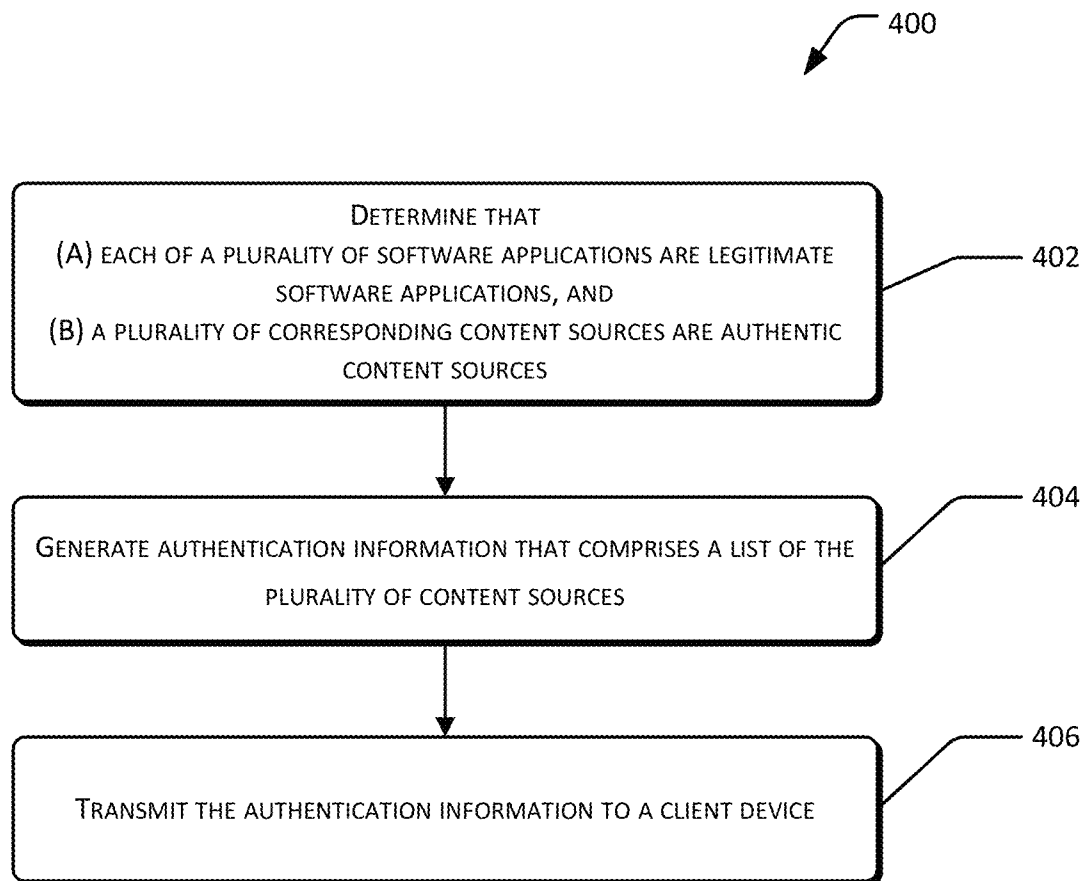 400
DETERMINE THAT
(A) EACH OF A PLURALITY OF SOFTWARE APPLICATIONS ARE LEGITIMATE
SOFTWARE APPLICATIONS, AND
(B) A PLURALITY OF CORRESPONDING CONTENT SOURCES ARE AUTHENTIC
CONTENT SOURCES
402
GENERATE AUTHENTICATION INFORMATION THAT COMPRISES A LIST OF THE
PLURALITY OF CONTENT SOURCES
404
TRANSMIT THE AUTHENTICATION INFORMATION TO A CLIENT DEVICE
406